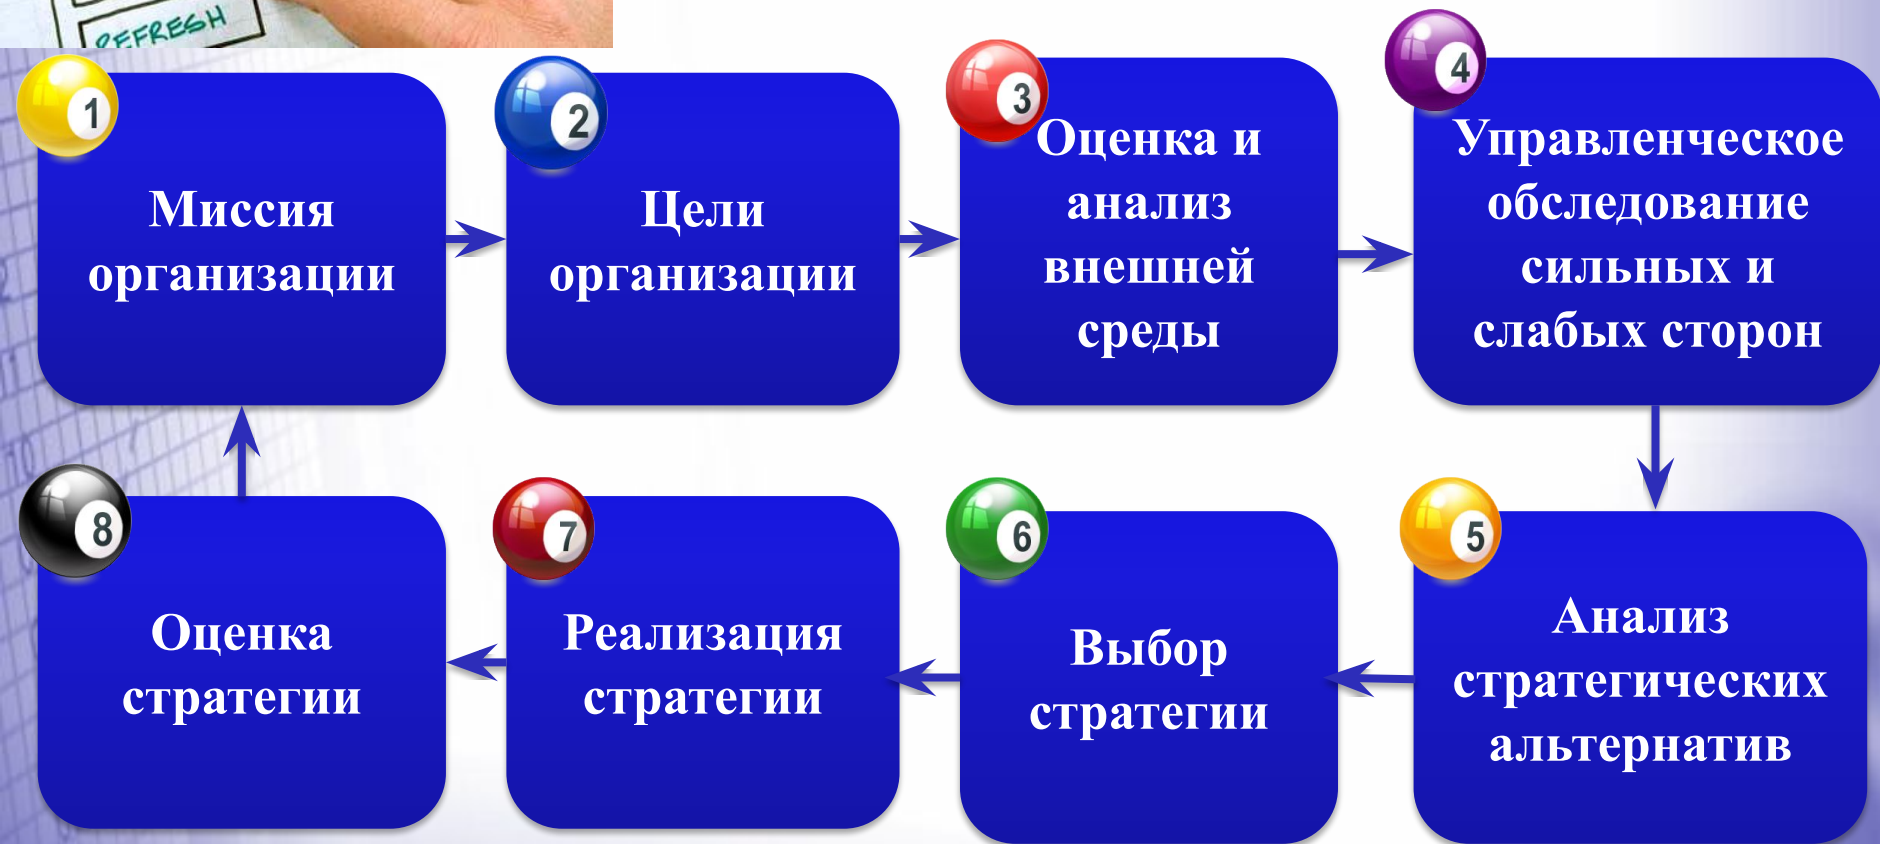 REFRESH
1
Миссия
организации
2
Цели
организации
3
Оценка и
анализ
внешней
среды
4
Управленческое
обследование
сильных и
слабых сторон
5
Анализ
стратегических
альтернатив
6
Выбор
стратегии
7
Реализация
стратегии
8
Оценка
стратегии